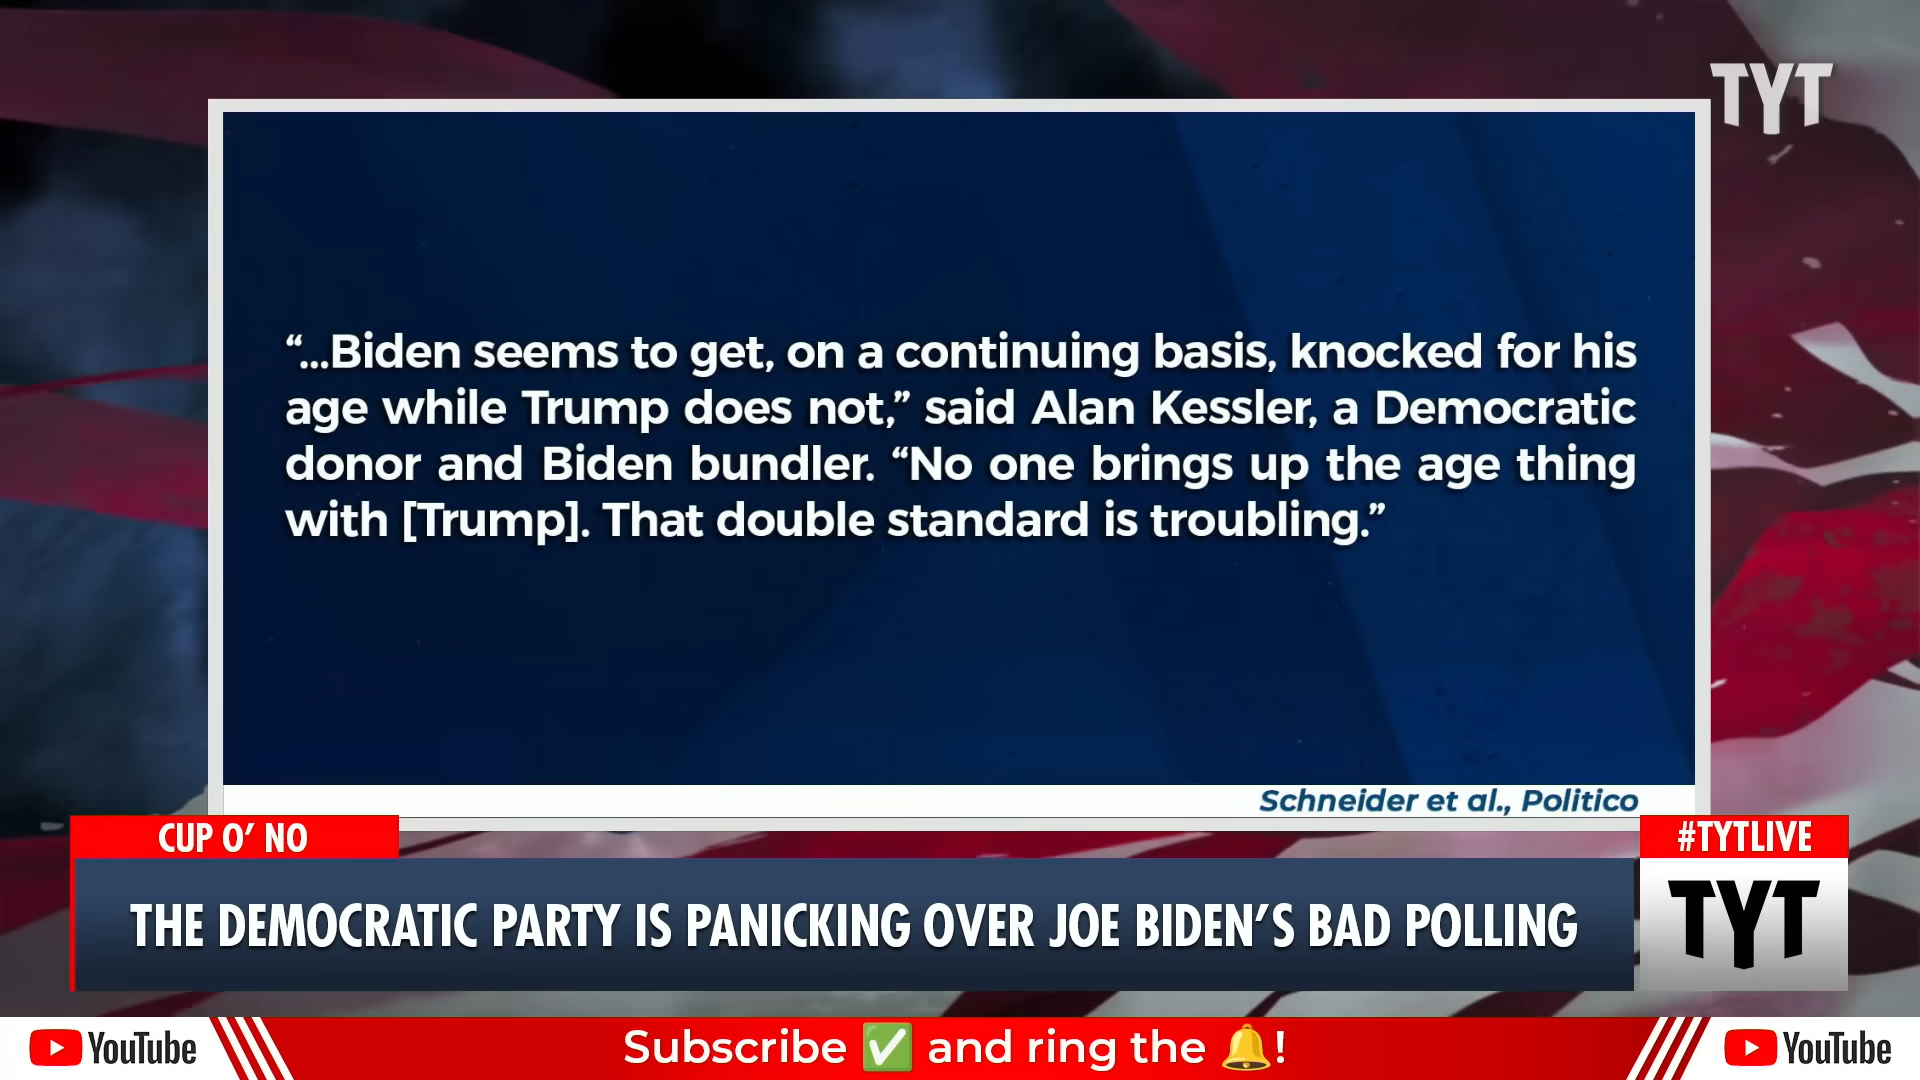 TYT
“...Biden seems to get, on a continuing basis, knocked for his
age while Trump does not,” said Alan Kessler, a Democratic
donor and Biden bundler. “No one brings up the age thing
with [Trump]. That double standard is troubling.”
Schneider et al., Politico
CUP O’ NO
#TYTLIVE
THE DEMOCRATIC PARTY IS PANICKING OVER JOE BIDEN’S BAD POLLING
TYT
YouTube
Subscribe ✅ and ring the 🔔!
YouTube